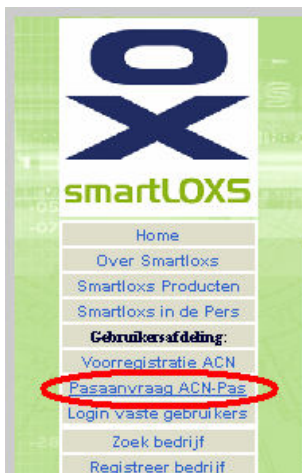 OX
smartLOXS
Home
Over Smartloxs
Smartloxs Producten
Smartloxs in de Pers
Gebruikersafdeling:
Voorregistratie ACN
Pasaanvraag ACN-Pas
Login vaste gebruikers
Zoek bedrijf
Registreer bedrijf